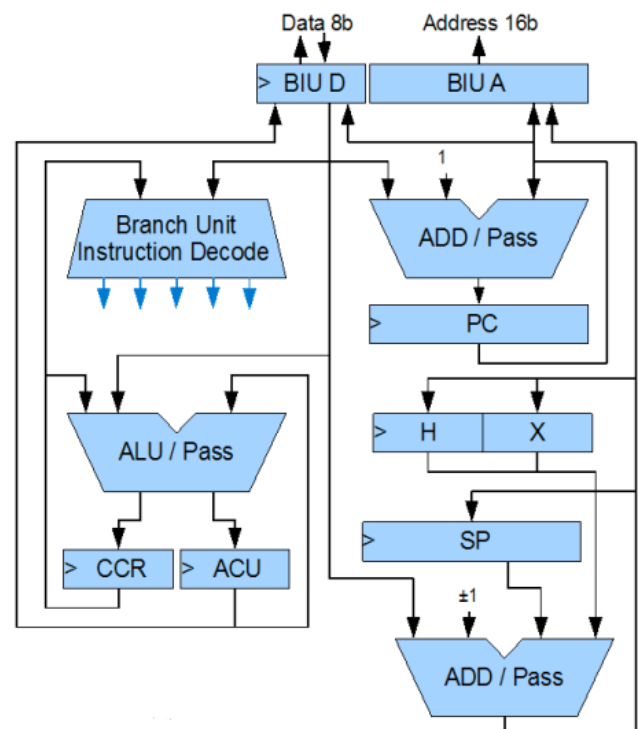 Data 8b
Address 16b
> BIU D
BIU A
1
Branch Unit
Instruction Decode
ADD / Pass
> PC
ALU / Pass
> H
X
> SP
> CCR
> ACU
±1
ADD / Pass